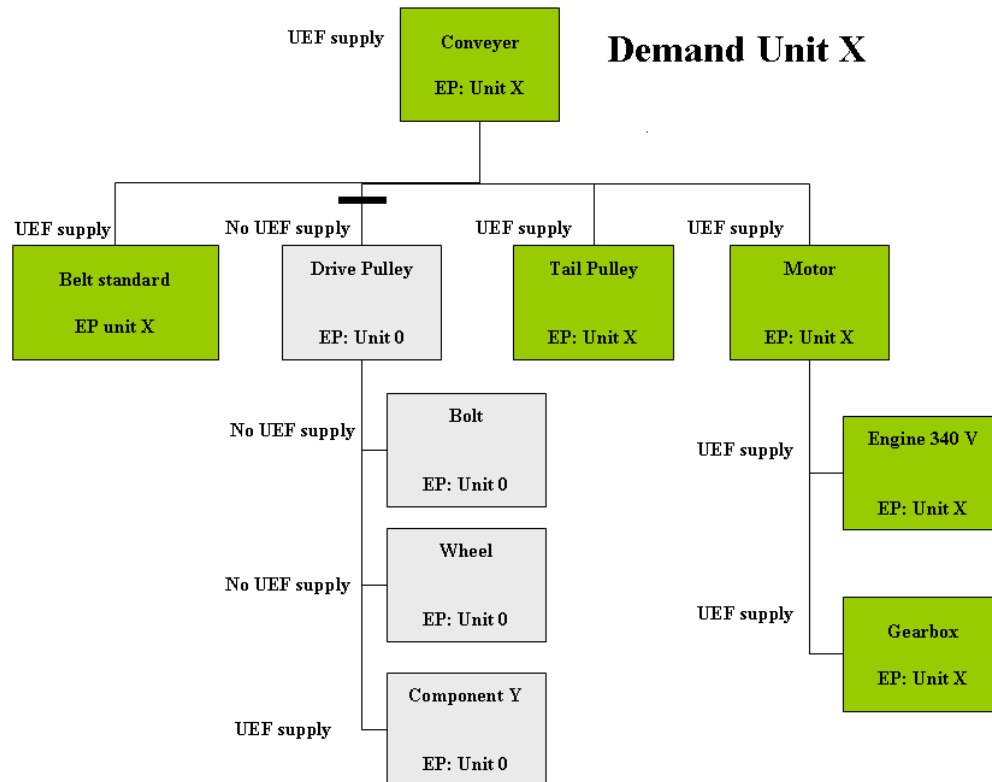 UEF supply
Conveyer
EP: Unit X
Demand Unit X
UEF supply
No UEF supply
UEF supply
UEF supply
Belt standard
EP unit X
Drive Pulley
EP: Unit 0
Tail Pulley
EP: Unit X
Motor
EP: Unit X
No UEF supply
Bolt
EP: Unit 0
UEF supply
Engine 340 V
EP: Unit X
No UEF supply
Wheel
EP: Unit 0
UEF supply
Gearbox
EP: Unit X
UEF supply
Component Y
EP: Unit 0